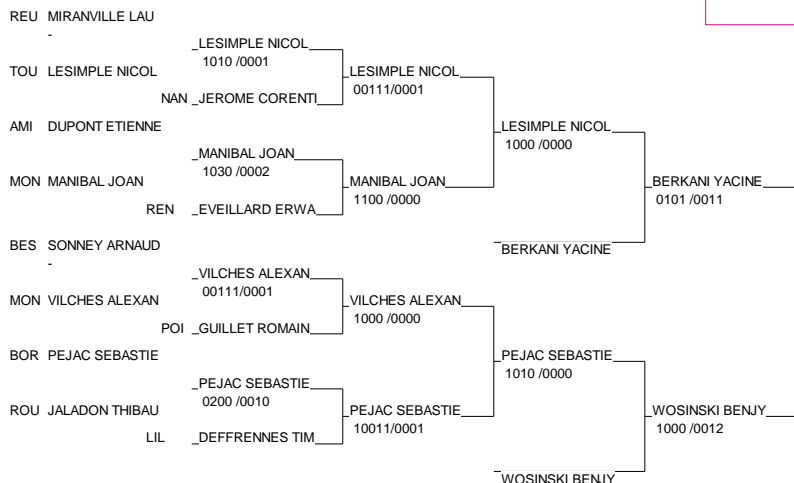 REU MIRANVILLE LAU
-
_LESIMPLE NICOL
1010 /0001
TOU LESIMPLE NICOL
LESIMPLE NICOL
00111/0001
NAN _JEROME CORENTI
AMI DUPONT ETIENNE
LESIMPLE NICOL
1000 /0000
_MANIBAL JOAN
1030 /0002
MON MANIBAL JOAN
MANIBAL JOAN
1100 /0000
BERKANI YACINE
0101 /0011
REN _EVEILLARD ERWA
BES SONNEY ARNAUD
-
BERKANI YACINE
_VILCHES ALEXAN
00111/0001
MON VILCHES ALEXAN
VILCHES ALEXAN
1000 /0000
POI _GUILLET ROMAIN
BOR PEJAC SEBASTIE
PEJAC SEBASTIE
1010 /0000
_PEJAC SEBASTIE
0200 /0010
ROU JALADON THIBAU
PEJAC SEBASTIE
10011/0001
WOSINSKI BENJY
1000 /0012
LIL _DEFFRENNES TIM
WOSINSKI BENJY